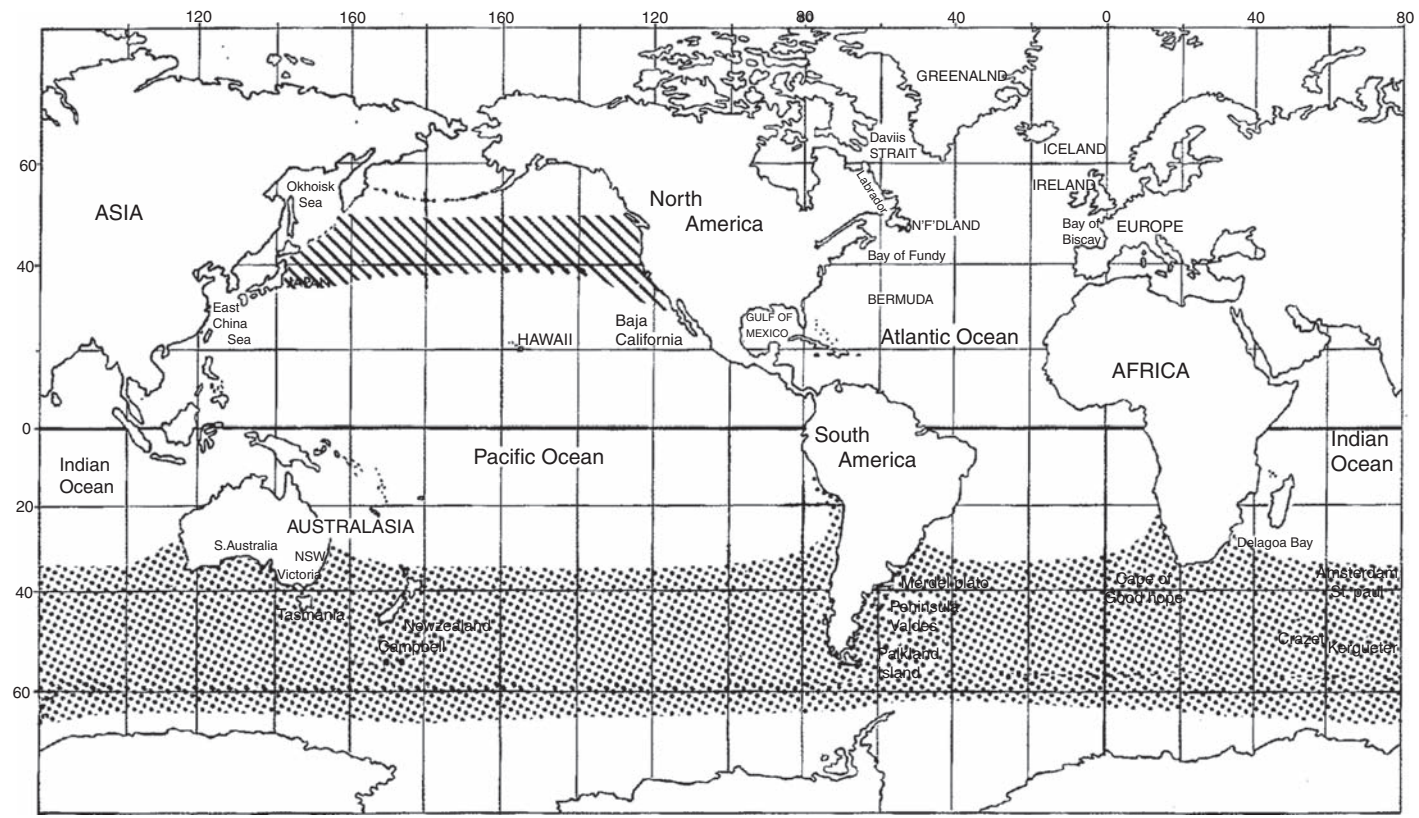 120 160 160 120 80 40 0 40 80
GREENALND
Daviis
STRAIT
ICELAND
60
Okhoisk
Sea
ASIA
North
America
Labrador
IRELAND
N'F'DLAND
Bay of
Biscay
EUROPE
Bay of Fundy
40
JAPAN
East
China
Sea
BERMUDA
GULF OF
MEXICO
Baja
California
HAWAII
Atlantic Ocean
AFRICA
0
South
America
Pacific Ocean
Indian
Ocean
Indian
Ocean
20
AUSTRALASIA
S.Australia
NSW
Victoria
Delagoa Bay
Merdel plato
Cape of
Good hope
Amsterdam
St. paul
40
Tasmania
Newzealand
Campbell
Peninsula
Valdes
Crazet
Kergueter
Falkland
island
60